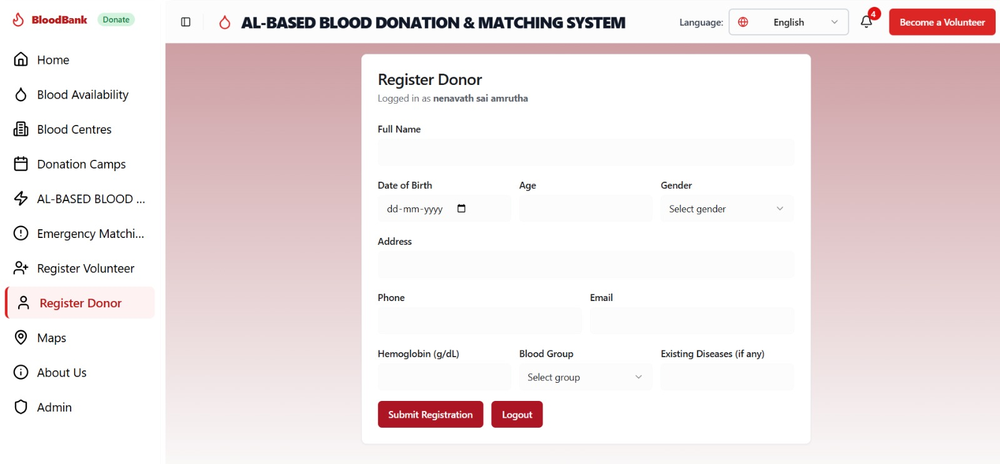 BloodBank Donate
Home
Blood Availability
Blood Centres
Donation Camps
AL-BASED BLOOD ...
Emergency Matchi...
Register Volunteer
Register Donor
Maps
About Us
Admin
AL-BASED BLOOD DONATION & MATCHING SYSTEM
Language: English 4 Become a Volunteer
Register Donor
Logged in as nenavath sai amrutha
Full Name
Date of Birth Age Gender
dd-mm-yyyy Select gender
Address
Phone Email
Hemoglobin (g/dL) Blood Group Existing Diseases (if any)
Select group
Submit Registration Logout